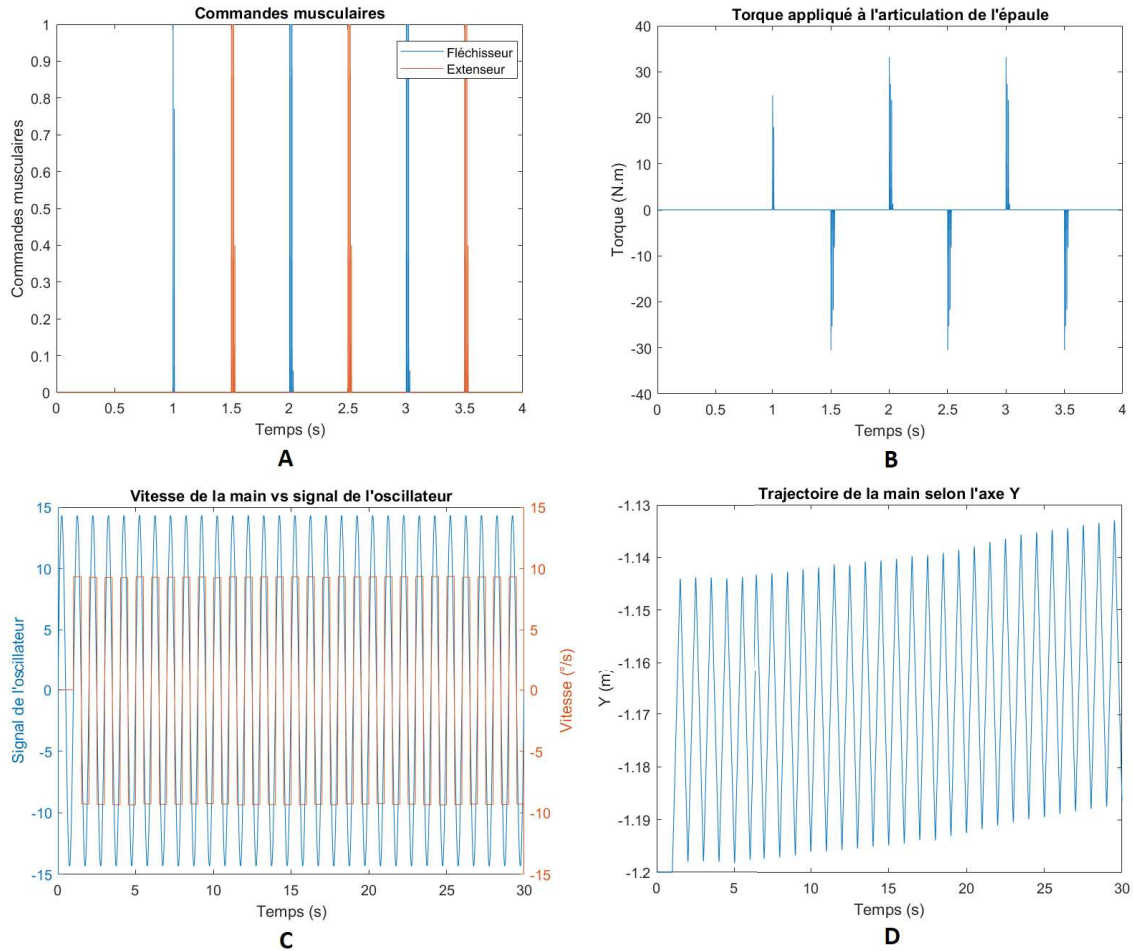 Commandes musculaires
Commandes musculaires
1
0.9
0.8
0.7
0.6
0.5
0.4
0.3
0.2
0.1
0
Fléchisseur
Extenseur
0 0.5 1 1.5 2 2.5 3 3.5 4
Temps (s)
A
Torque appliqué à l'articulation de l'épaule
Torque (N.m)
40
30
20
10
0
-10
-20
-30
-40
0 0.5 1 1.5 2 2.5 3 3.5 4
Temps (s)
B
Vitesse de la main vs signal de l'oscillateur
Signal de l'oscillateur
15
10
5
0
-5
-10
-15
15
10
5
0
-5
-10
-15
Vitesse (°/s)
0 5 10 15 20 25 30
Temps (s)
C
Trajectoire de la main selon l'axe Y
Y (m)
-1.13
-1.14
-1.15
-1.16
-1.17
-1.18
-1.19
-1.2
0 5 10 15 20 25 30
Temps (s)
D